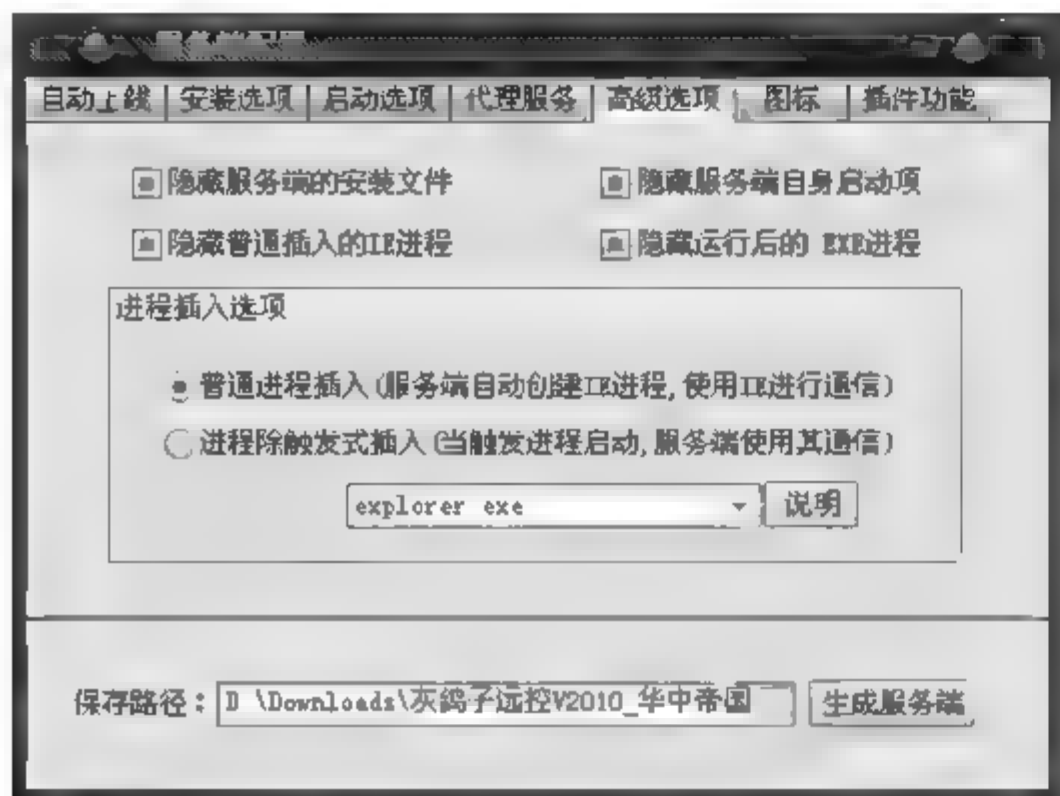 自动上线 安装选项 启动选项 代理服务 高级选项 图标 插件功能
隐藏服务端的安装文件 隐藏服务端自身启动项
隐藏普通插入的IE进程 隐藏运行后的 EXE进程
进程插入选项
普通进程插入(服务端自动创建IE进程,使用IE进行通信)
进程除触发式插入(当触发进程启动,服务端使用其通信)
explorer exe 说明
保存路径: D \Downloads\灰鸽子远控V2010_华中帝国 生成服务端